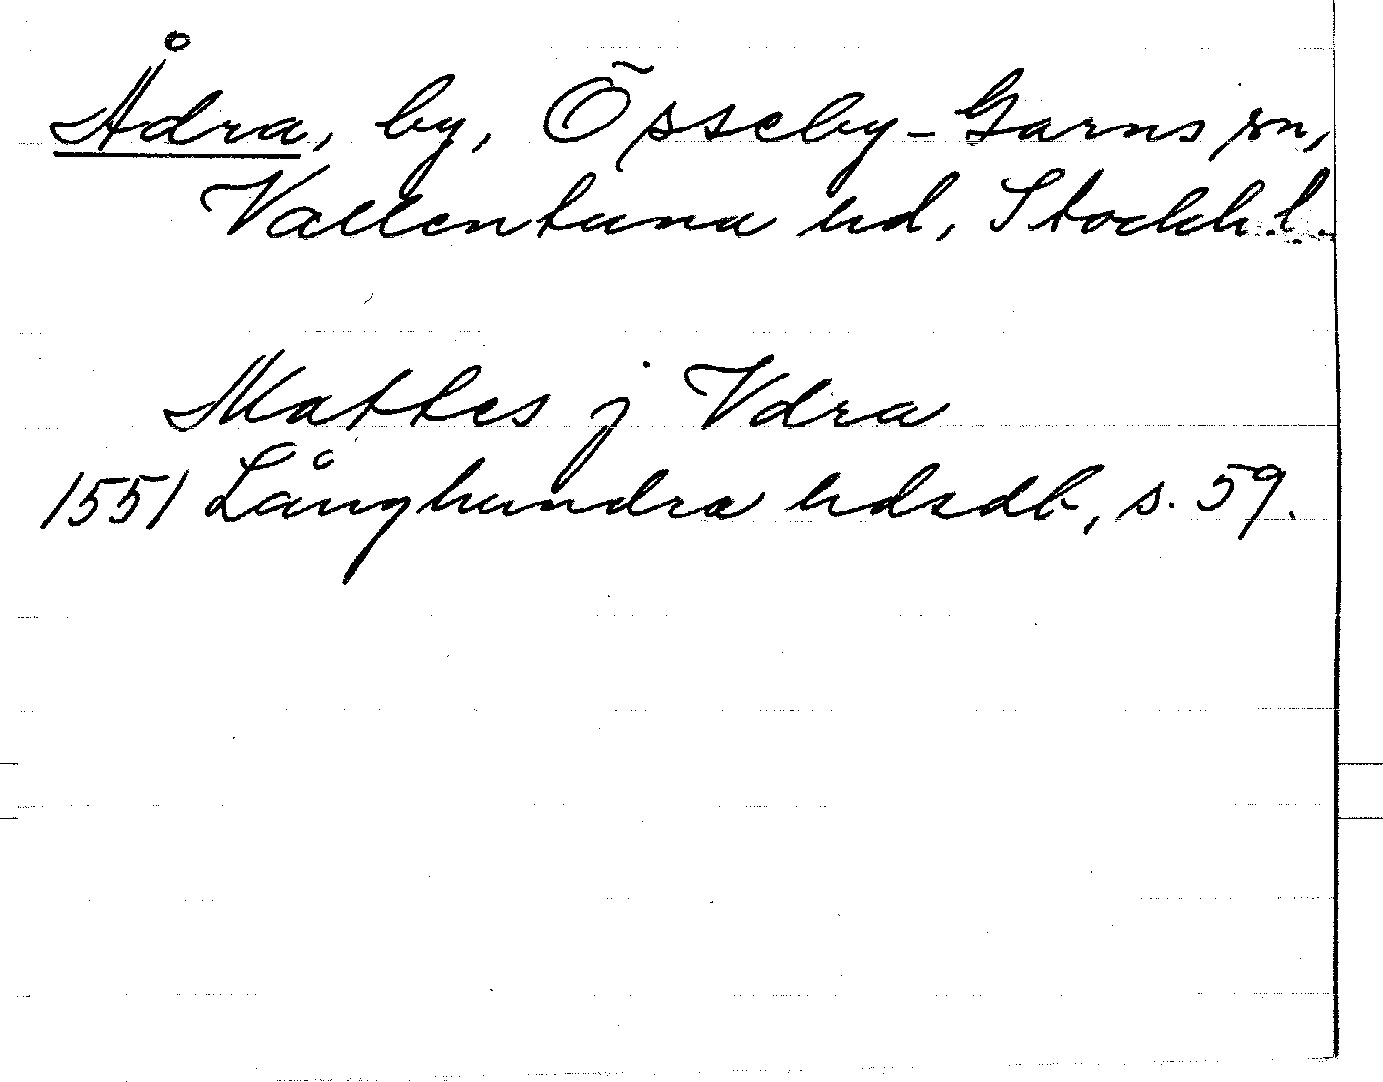 Ådra, by, Össeby-Garns sn,
Vallentuna hd, Stockh.l.
Mattes j Vdra
1551 Långhundra hdsdb, s. 59.